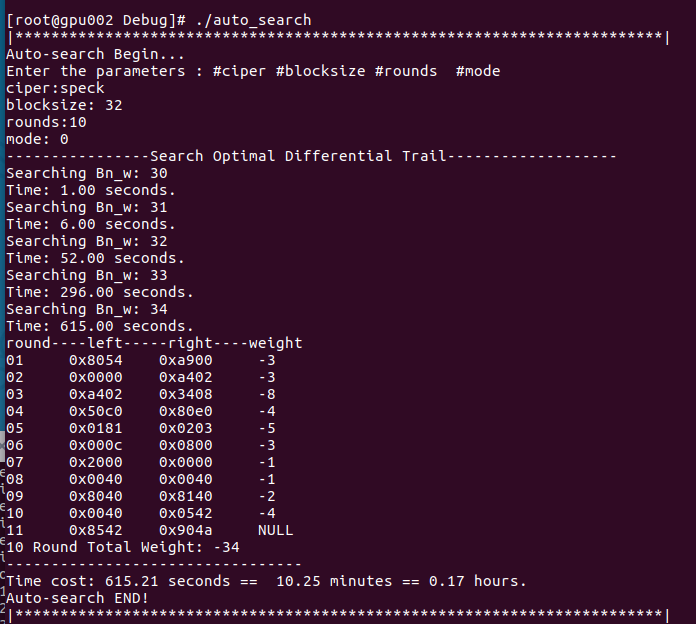 [root@gpu002 Debug]# ./auto_search
|************************************************************************|
Auto-search Begin...
Enter the parameters : #ciper #blocksize #rounds  #mode
ciper:speck
blocksize: 32
rounds:10
mode: 0
----------------Search Optimal Differential Trail-------------------
Searching Bn_w: 30
Time: 1.00 seconds.
Searching Bn_w: 31
Time: 6.00 seconds.
Searching Bn_w: 32
Time: 52.00 seconds.
Searching Bn_w: 33
Time: 296.00 seconds.
Searching Bn_w: 34
Time: 615.00 seconds.
round----left-----right----weight
01     0x8054    0xa900     -3
02     0x0000    0xa402     -3
03     0xa402    0x3408     -8
04     0x50c0    0x80e0     -4
05     0x0181    0x0203     -5
06     0x000c    0x0800     -3
07     0x2000    0x0000     -1
08     0x0040    0x0040     -1
09     0x8040    0x8140     -2
10     0x0040    0x0542     -4
11     0x8542    0x904a     NULL
10 Round Total Weight: -34
---------------------------------
Time cost: 615.21 seconds ==  10.25 minutes == 0.17 hours.
Auto-search END!
|************************************************************************|